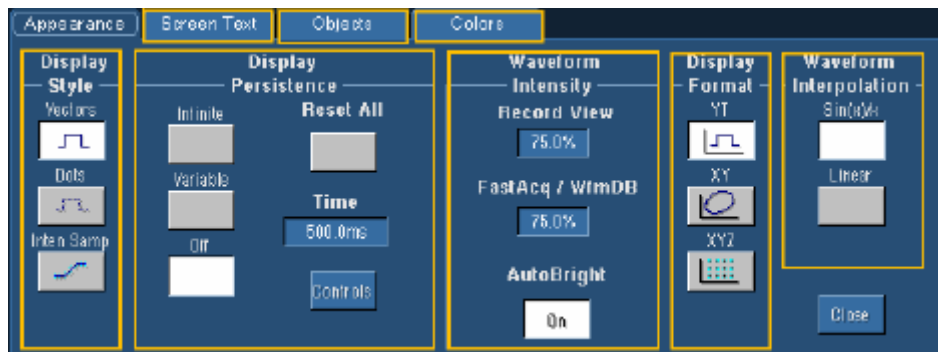 Appearance
Screen Text
Objects
Colors
Display
Style
Vectors
Dots
Inten Samp
Display
Persistence
Infinite
Variable
Off
Reset All
Time
500.0ms
Controls
Waveform
Intensity
Record View
75.0%
FastAcq / WfmDB
75.0%
AutoBright
On
Display
Format
YT
XY
XYZ
Waveform
Interpolation
Sin(x)/x
Linear
Close